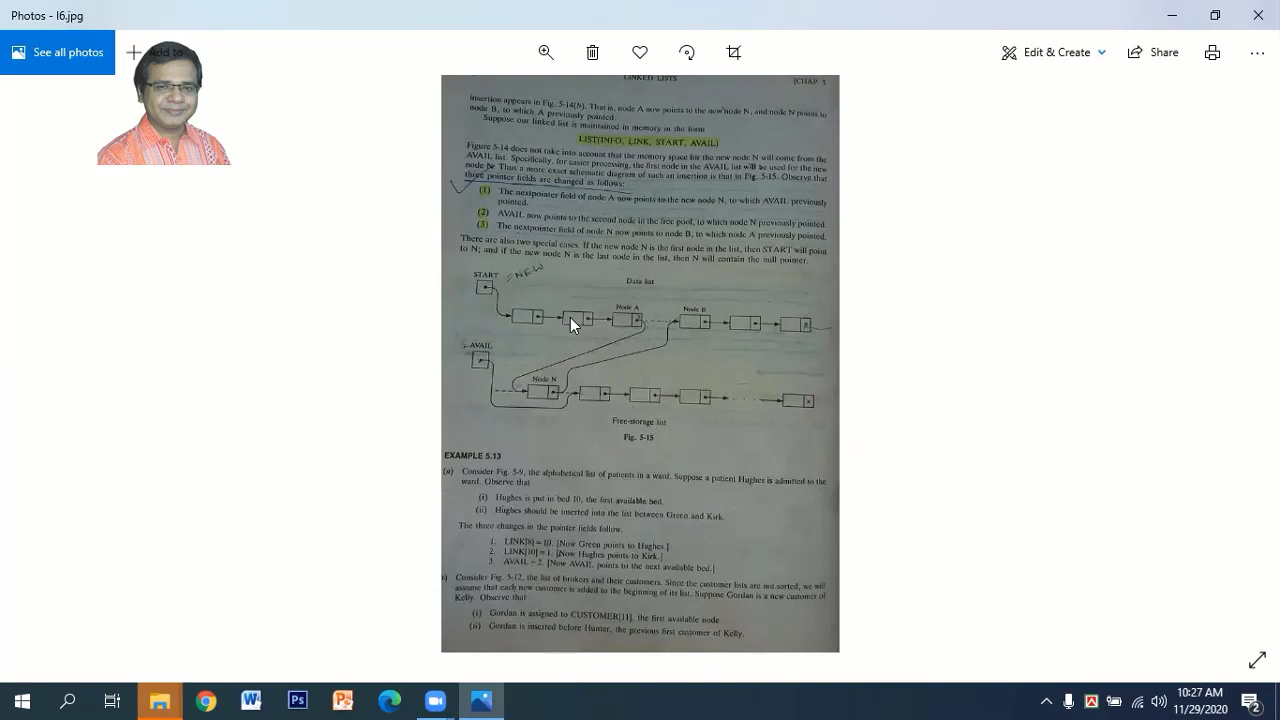 Photos - l6.jpg
See all photos
Add to
Edit & Create
Share
LINKED LISTS
[CHAP. 5
insertion appears in Fig. 5-14(b). That is, node A now points to the new node N, and node N points to
node B, to which A previously pointed.
Suppose our linked list is maintained in memory in the form
LIST(INFO, LINK, START, AVAIL)
Figure 5-14 does not take into account that the memory space for the new node N will come from the
AVAIL list. Specifically, for easier processing, the first node in the AVAIL list will be used for the new
node N. Thus a more exact schematic diagram of such an insertion is that in Fig. 5-15. Observe that
three pointer fields are changed as follows:
(1) The nextpointer field of node A now points to the new node N, to which AVAIL previously
pointed.
(2) AVAIL now points to the second node in the free pool, to which node N previously pointed.
(3) The nextpointer field of node N now points to node B, to which node A previously pointed.
There are also two special cases. If the new node N is the first node in the list, then START will point
to N; and if the new node N is the last node in the list, then N will contain the null pointer.
START
=NEW
Data list
Node A
Node B
AVAIL
Node N
Free-storage list
Fig. 5-15
EXAMPLE 5.13
(a) Consider Fig. 5-9, the alphabetical list of patients in a ward. Suppose a patient Hughes is admitted to the
ward. Observe that
(i) Hughes is put in bed 10, the first available bed.
(ii) Hughes should be inserted into the list between Green and Kirk.
The three changes in the pointer fields follow.
1. LINK[8] = 10. [Now Green points to Hughes.]
2. LINK[10] = 1. [Now Hughes points to Kirk.]
3. AVAIL = 2. [Now AVAIL points to the next available bed.]
) Consider Fig. 5-12, the list of brokers and their customers. Since the customer lists are not sorted, we will
assume that each new customer is added to the beginning of its list. Suppose Gordan is a new customer of
Kelly. Observe that
(i) Gordan is assigned to CUSTOMER[11], the first available node.
(ii) Gordan is inserted before Hunter, the previous first customer of Kelly.
10:27 AM
11/29/2020
2